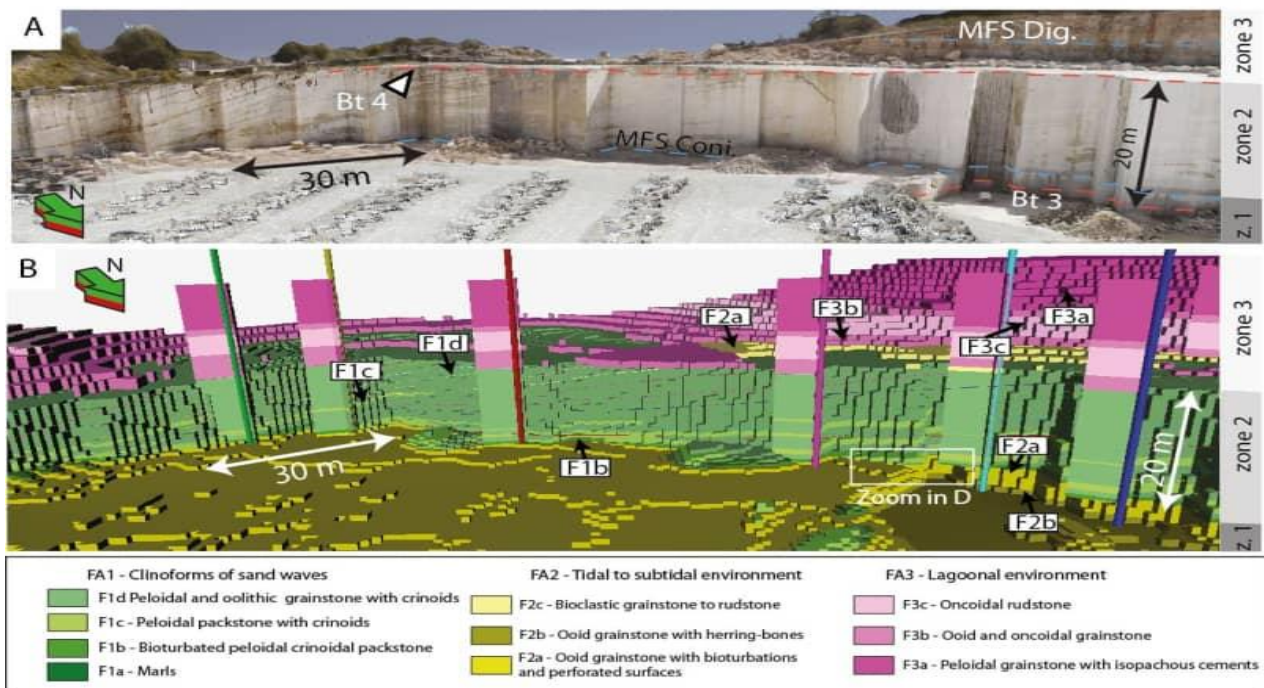 A
MFS Dig.
Bt 4
MFS Coni.
30 m
20 m
Bt 3
N
zone 3
zone 2
z. 1
B
N
F2a
F3b
F3a
F1d
F3c
F1c
30 m
F1b
F2a
Zoom in D
F2b
20 m
zone 3
zone 2
z. 1
FA1 - Clinoforms of sand waves
F1d Peloidal and oolithic grainstone with crinoids
F1c - Peloidal packstone with crinoids
F1b - Bioturbated peloidal crinoidal packstone
F1a - Marls
FA2 - Tidal to subtidal environment
F2c - Bioclastic grainstone to rudstone
F2b - Ooid grainstone with herring-bones
F2a - Ooid grainstone with bioturbations
and perforated surfaces
FA3 - Lagoonal environment
F3c - Oncoidal rudstone
F3b - Ooid and oncoidal grainstone
F3a - Peloidal grainstone with isopachous cements